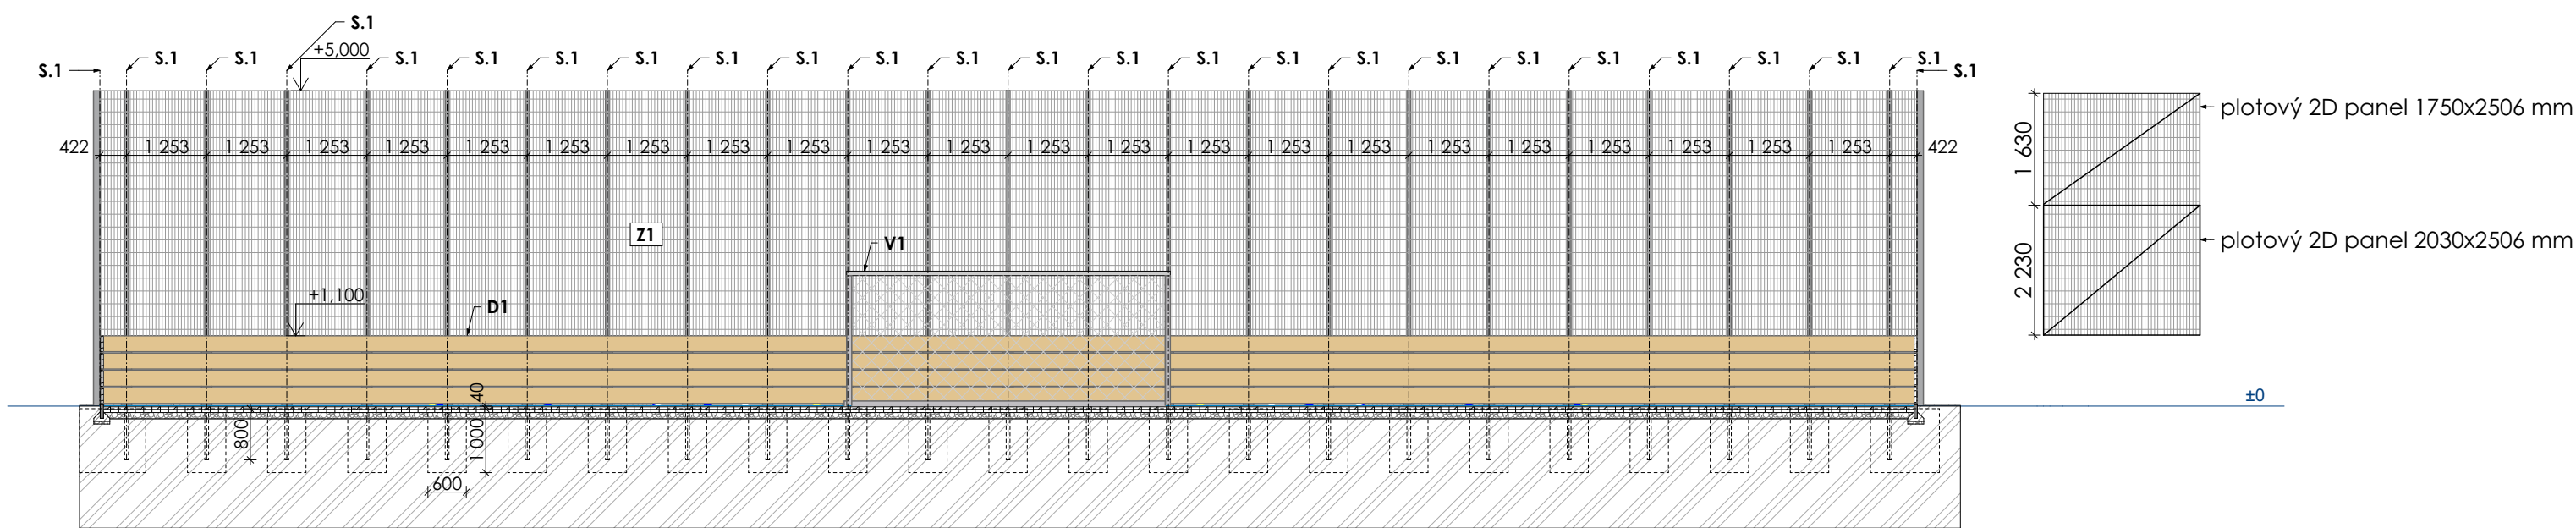 S.1
+5,000
S.1 S.1 S.1 S.1 S.1 S.1 S.1 S.1 S.1 S.1 S.1 S.1 S.1 S.1 S.1 S.1 S.1 S.1 S.1 S.1 S.1 S.1
S.1
S.1
422 1 253 1 253 1 253 1 253 1 253 1 253 1 253 1 253 1 253 1 253 1 253 1 253 1 253 1 253 1 253 1 253 1 253 1 253 1 253 1 253 1 253 1 253 422
Z1
V1
+1,100
D1
40
800
1 000
600
±0
plotový 2D panel 1750x2506 mm
1 630
plotový 2D panel 2030x2506 mm
2 230